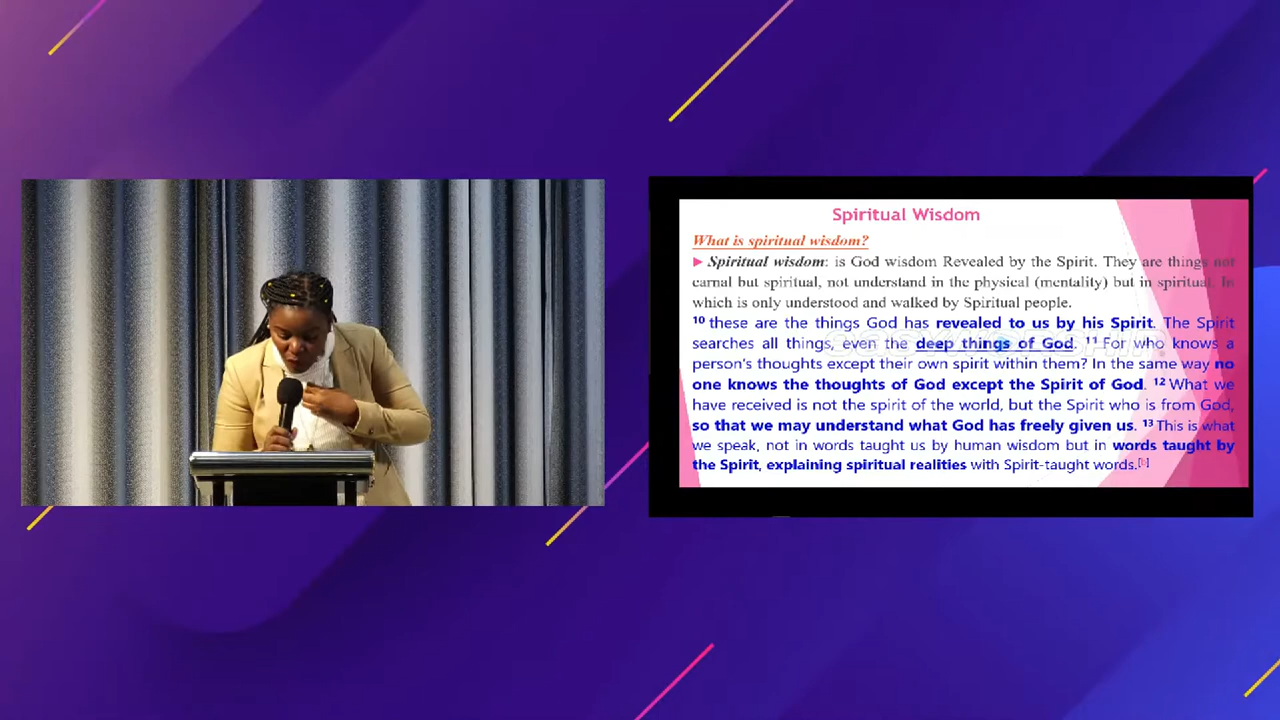 Spiritual Wisdom
What is spiritual wisdom?
► Spiritual wisdom: is God wisdom Revealed by the Spirit. They are things not
carnal but spiritual, not understand in the physical (mentality) but in spiritual. In
which is only understood and walked by Spiritual people.
10 these are the things God has revealed to us by his Spirit. The Spirit
searches all things, even the deep things of God. 11 For who knows a
person's thoughts except their own spirit within them? In the same way no
one knows the thoughts of God except the Spirit of God. 12 What we
have received is not the spirit of the world, but the Spirit who is from God,
so that we may understand what God has freely given us. 13 This is what
we speak, not in words taught us by human wisdom but in words taught by
the Spirit, explaining spiritual realities with Spirit-taught words.